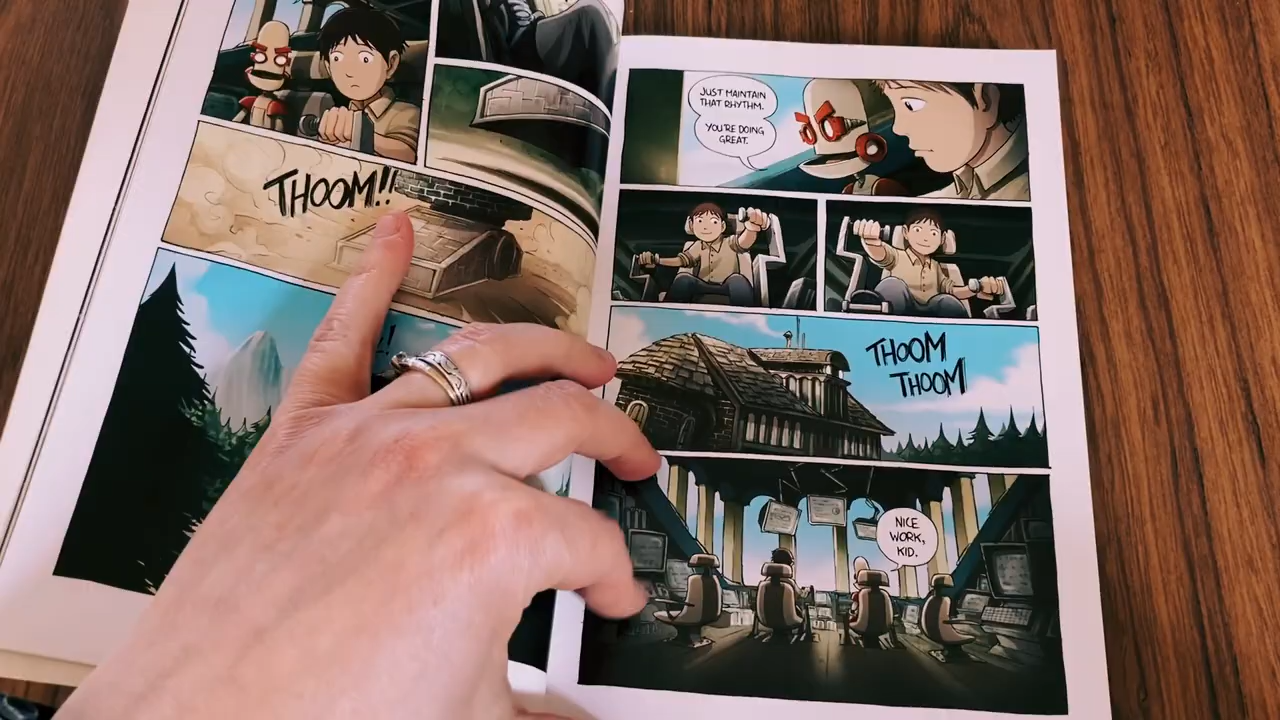 THOOM!!
!!
JUST MAINTAIN
THAT RHYTHM.
YOU'RE DOING
GREAT.
THOOM
THOOM
NICE
WORK,
KID.